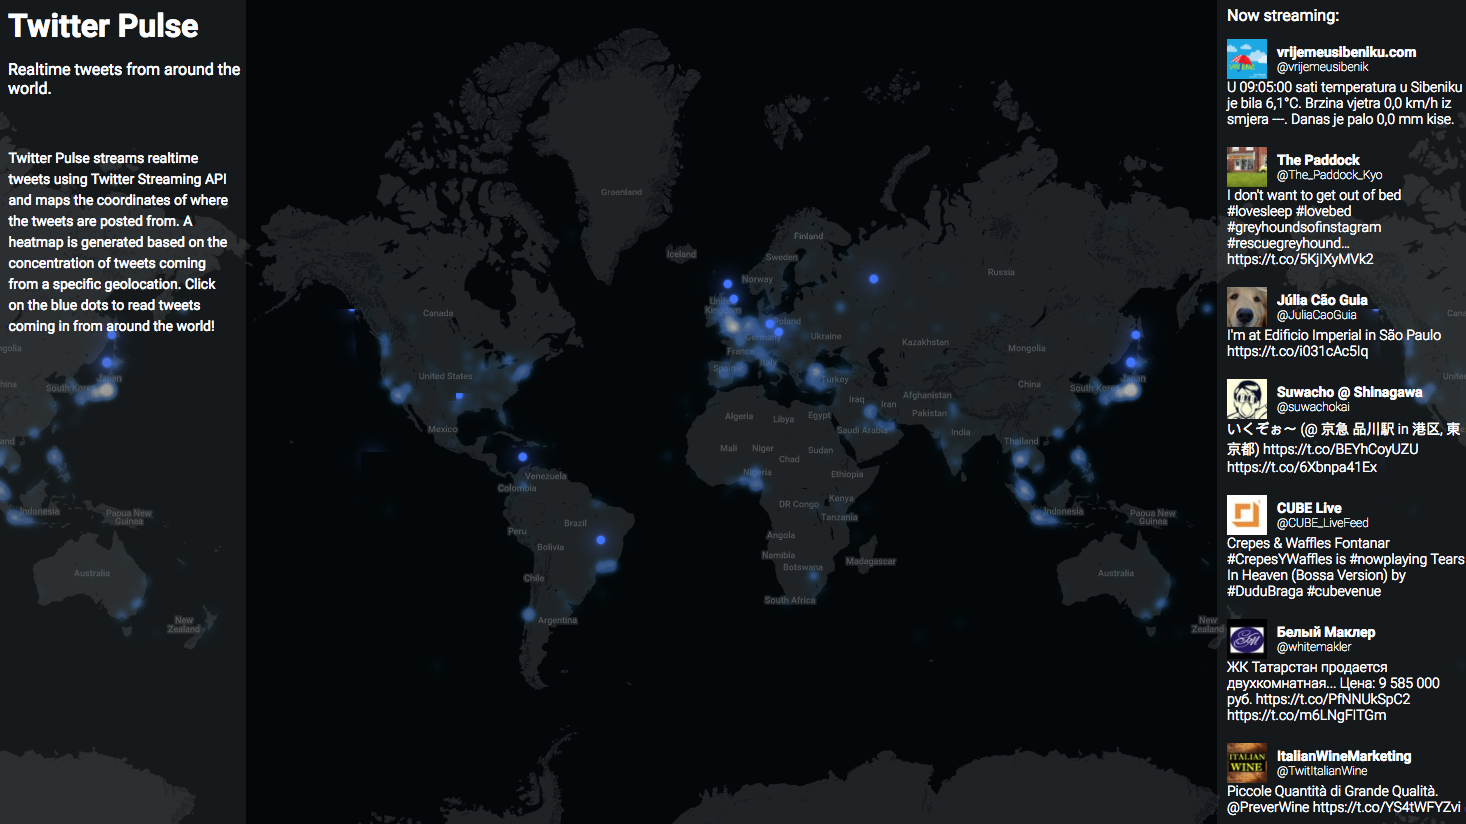 Twitter Pulse
Realtime tweets from around the
world.
Twitter Pulse streams realtime
tweets using Twitter Streaming API
and maps the coordinates of where
the tweets are posted from. A
heatmap is generated based on the
concentration of tweets coming
from a specific geolocation. Click
on the blue dots to read tweets
coming in from around the world!
Japan
South Korea
Indonesia
Papua New
Guinea
Australia
New
Zealand
Greenland
Iceland
Finland
Sweden
Norway
Russia
United
Kingdom
Poland
Germany
Ukraine
France
Italy
Spain
Turkey
Kazakhstan
Mongolia
China
South Korea
Japan
Canada
United States
Mexico
Algeria
Libya
Egypt
Iraq
Iran
Afghanistan
Pakistan
Saudi Arabia
India
Thailand
Mali
Niger
Chad
Sudan
Nigeria
Ethiopia
Venezuela
Colombia
DR Congo
Kenya
Tanzania
Indonesia
Papua New
Guinea
Peru
Brazil
Bolivia
Angola
Namibia
Botswana
Madagascar
Chile
South Africa
Argentina
Australia
New
Zealand
Now streaming:
vrijemeusibeniku.com
@vrijemeusibenik
U 09:05:00 sati temperatura u Sibeniku
je bila 6,1°C. Brzina vjetra 0,0 km/h iz
smjera ---. Danas je palo 0,0 mm kise.
The Paddock
@The_Paddock_Kyo
I don't want to get out of bed
#lovesleep #lovebed
#greyhoundsofinstagram
#rescuegreyhound...
https://t.co/5KjIXyMVk2
Júlia Cão Guia
@JuliaCaoGuia
I'm at Edificio Imperial in São Paulo
https://t.co/i031cAc5Iq
Suwacho @ Shinagawa
@suwachokai
いくぞぉ〜 (@ 京急 品川駅 in 港区, 東
京都) https://t.co/BEYhCoyUZU
https://t.co/6Xbnpa41Ex
CUBE Live
@CUBE_LiveFeed
Crepes & Waffles Fontanar
#CrepesYWaffles is #nowplaying Tears
In Heaven (Bossa Version) by
#DuduBraga #cubevenue
Белый Маклер
@whitemakler
ЖК Татарстан продается
двухкомнатная... Цена: 9 585 000
руб. https://t.co/PfNNUkSpC2
https://t.co/m6LNgFITGm
ITALIAN
WINE
ItalianWineMarketing
@TwitItalianWine
Piccole Quantità di Grande Qualità.
@PreverWine https://t.co/YS4tWFYZvi